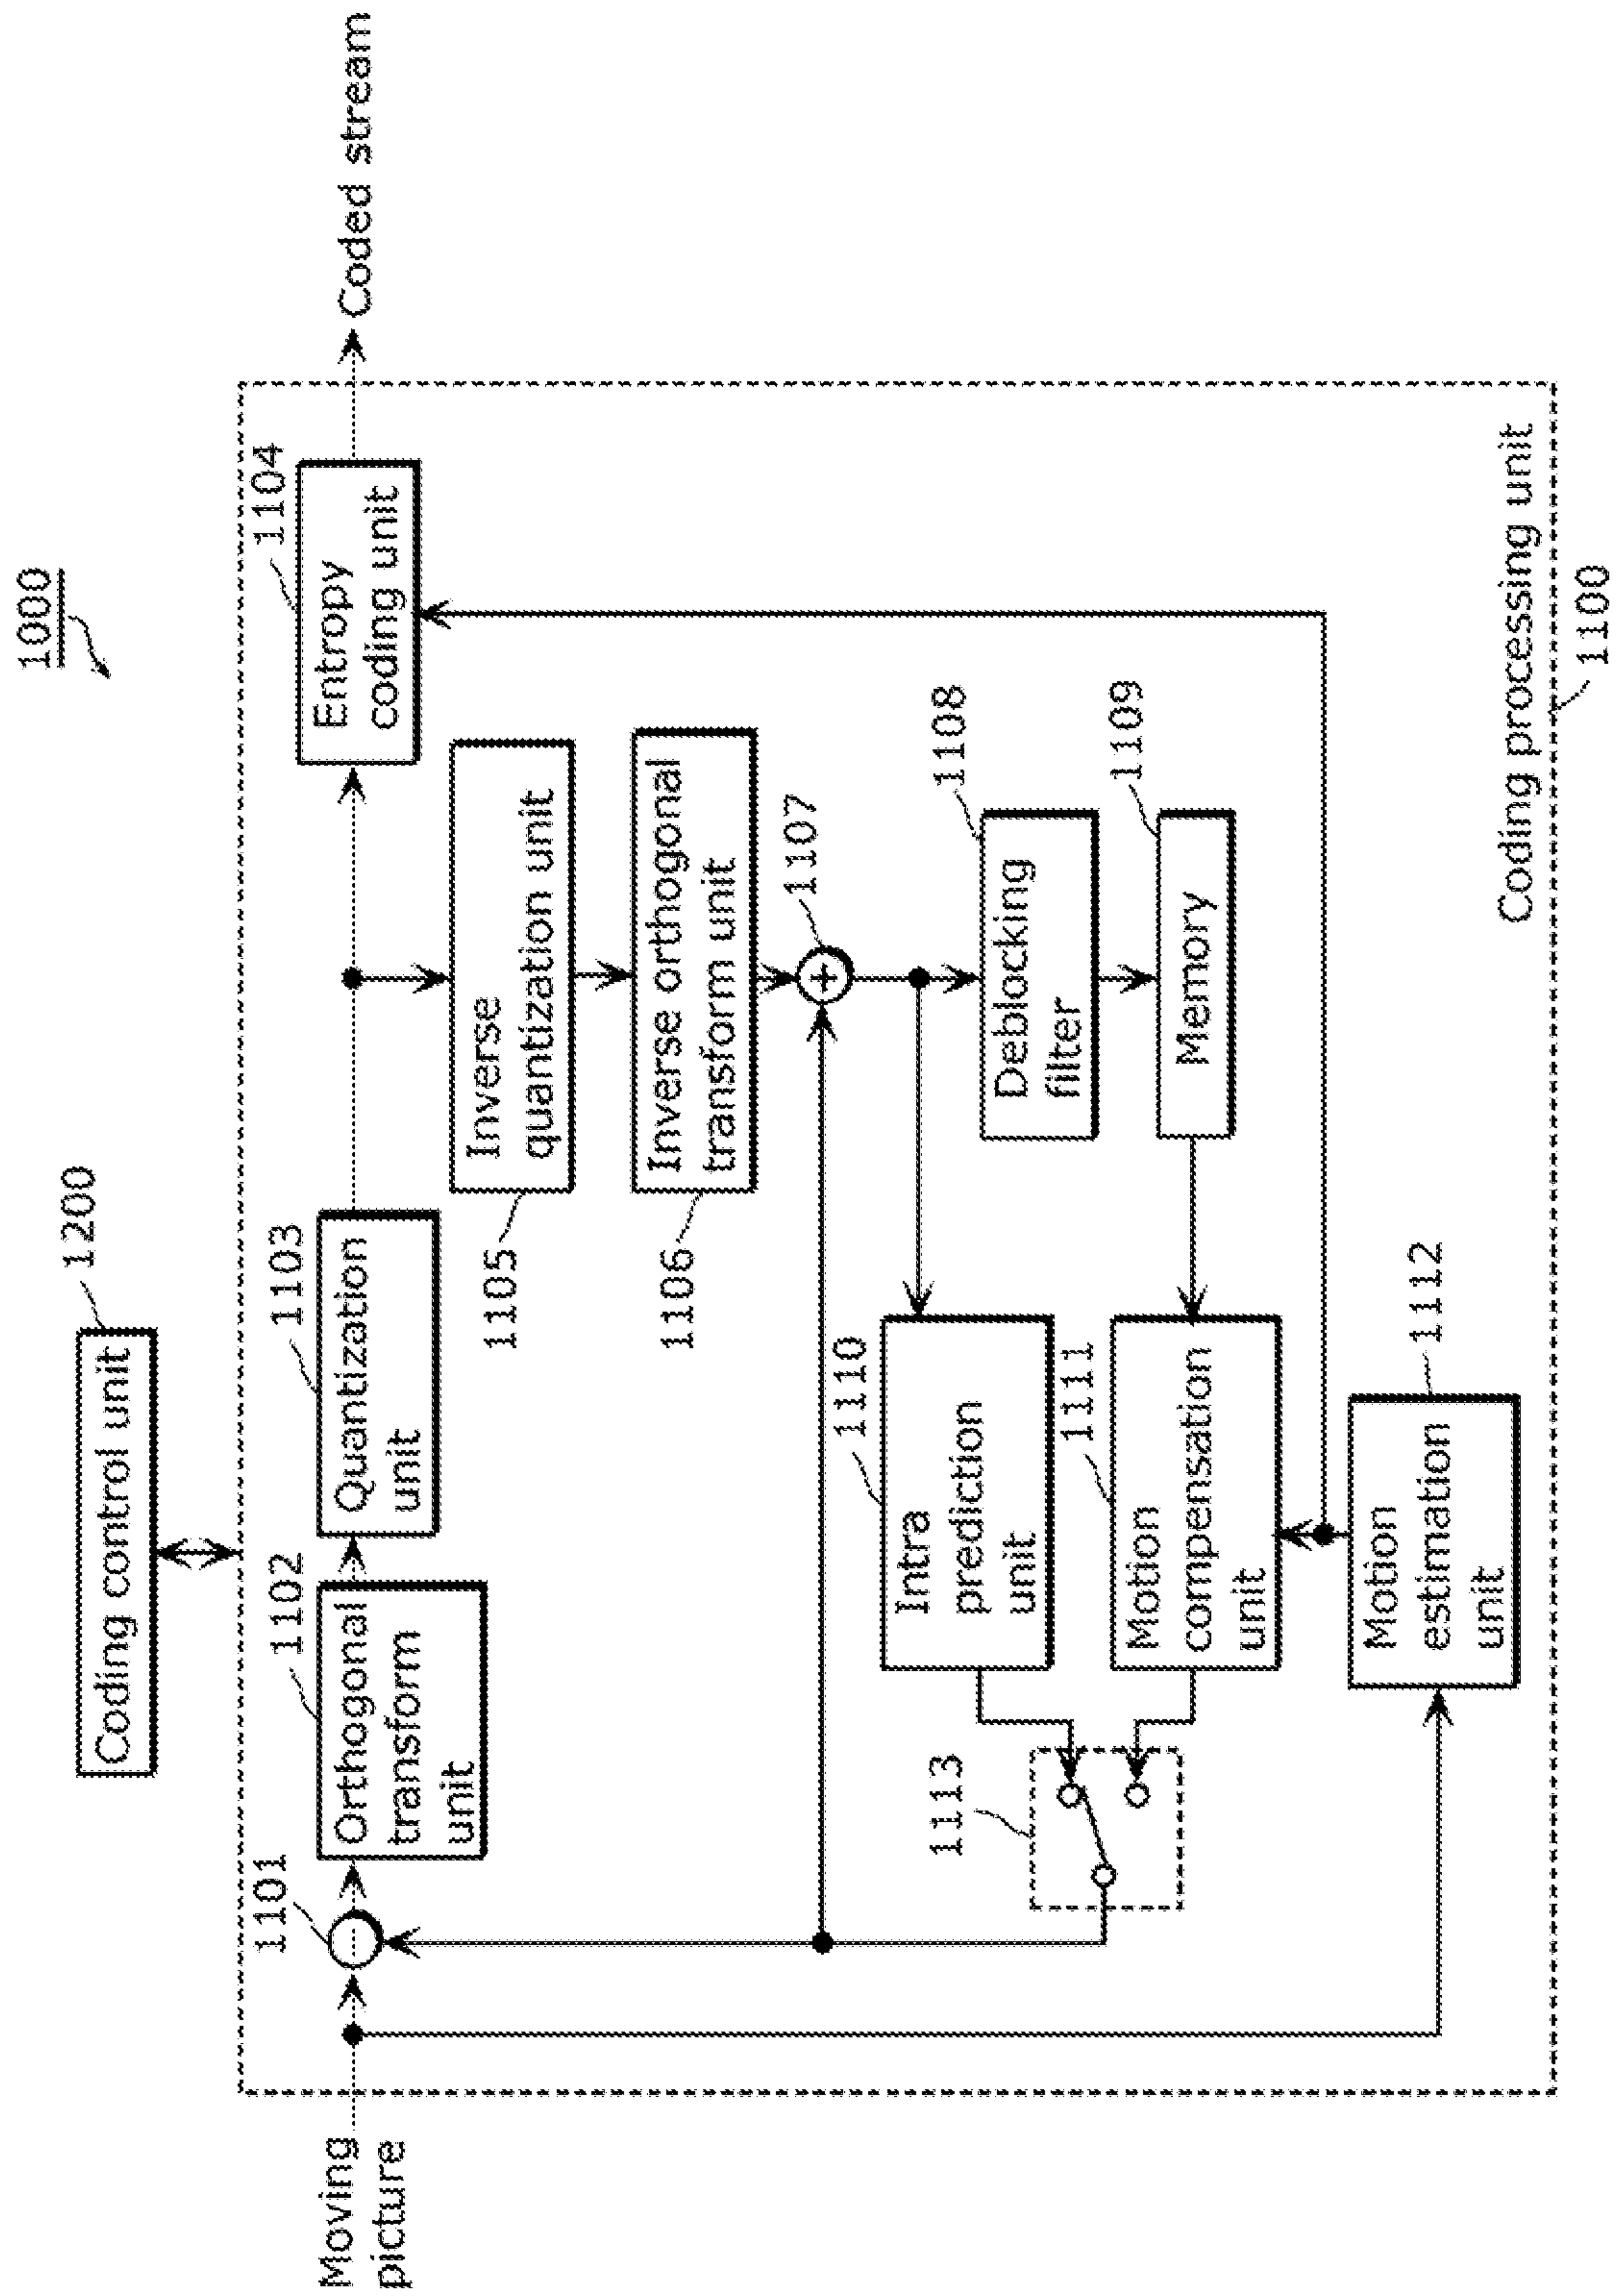 1000
Coding control unit
1200
1101
1102
1103
1104
Moving
picture
Orthogonal
transform
unit
Quantization
unit
Entropy
coding unit
Coded stream
Inverse
quantization unit
1105
Inverse orthogonal
transform unit
1106
1107
1110
Intra
prediction
unit
Deblocking
filter
1108
1113
1111
Motion
compensation
unit
Memory
1109
Motion
estimation
unit
1112
Coding processing unit
1100
+